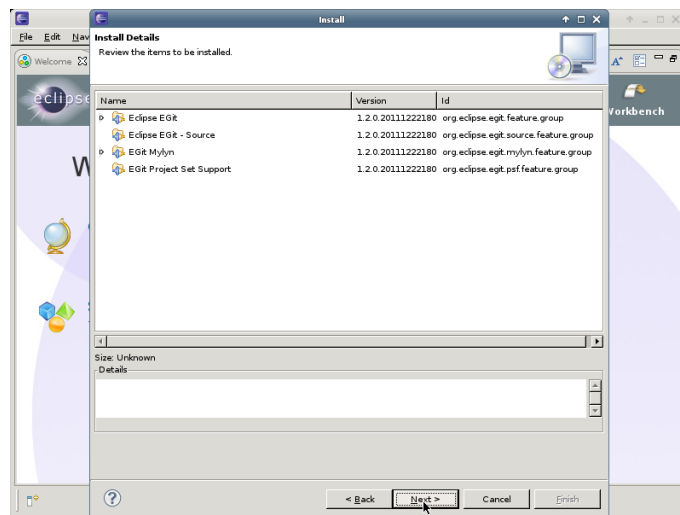 Install
File Edit Nav
Install Details
Review the items to be installed.
Welcome
eclipse
Workbench
W
Name Version Id
Eclipse EGit 1.2.0.20111222180 org.eclipse.egit.feature.group
Eclipse EGit - Source 1.2.0.20111222180 org.eclipse.egit.source.feature.group
EGit Mylyn 1.2.0.20111222180 org.eclipse.egit.mylyn.feature.group
EGit Project Set Support 1.2.0.20111222180 org.eclipse.egit.psf.feature.group
Size: Unknown
Details
< Back Next > Cancel Finish